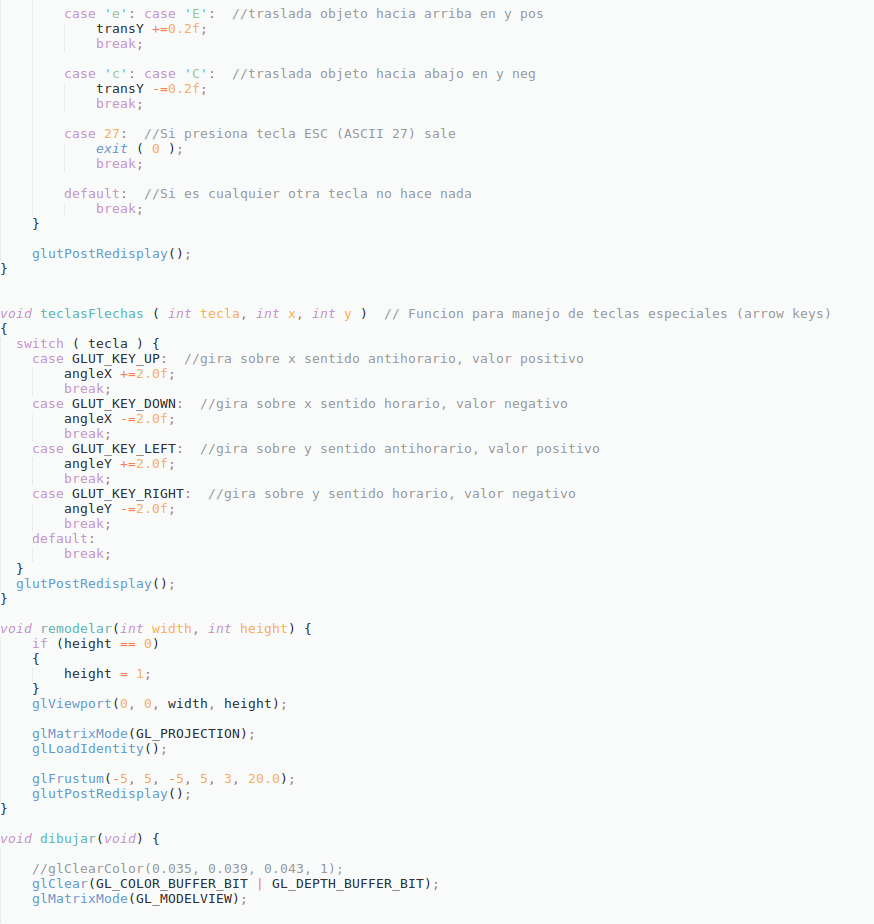 case 'e': case 'E':  //traslada objeto hacia arriba en y pos
transY +=0.2f;
break;
case 'c': case 'C':  //traslada objeto hacia abajo en y neg
transY -=0.2f;
break;
case 27:  //Si presiona tecla ESC (ASCII 27) sale
exit ( 0 );
break;
default:  //Si es cualquier otra tecla no hace nada
break;
}
glutPostRedisplay();
}
void teclasFlechas ( int tecla, int x, int y )  // Funcion para manejo de teclas especiales (arrow keys)
{
switch ( tecla ) {
case GLUT_KEY_UP:  //gira sobre x sentido antihorario, valor positivo
angleX +=2.0f;
break;
case GLUT_KEY_DOWN:  //gira sobre x sentido horario, valor negativo
angleX -=2.0f;
break;
case GLUT_KEY_LEFT:  //gira sobre y sentido antihorario, valor positivo
angleY +=2.0f;
break;
case GLUT_KEY_RIGHT:  //gira sobre y sentido horario, valor negativo
angleY -=2.0f;
break;
default:
break;
}
glutPostRedisplay();
}
void remodelar(int width, int height) {
if (height == 0)
{
height = 1;
}
glViewport(0, 0, width, height);
glMatrixMode(GL_PROJECTION);
glLoadIdentity();
glFrustum(-5, 5, -5, 5, 3, 20.0);
glutPostRedisplay();
}
void dibujar(void) {
//glClearColor(0.035, 0.039, 0.043, 1);
glClear(GL_COLOR_BUFFER_BIT | GL_DEPTH_BUFFER_BIT);
glMatrixMode(GL_MODELVIEW);